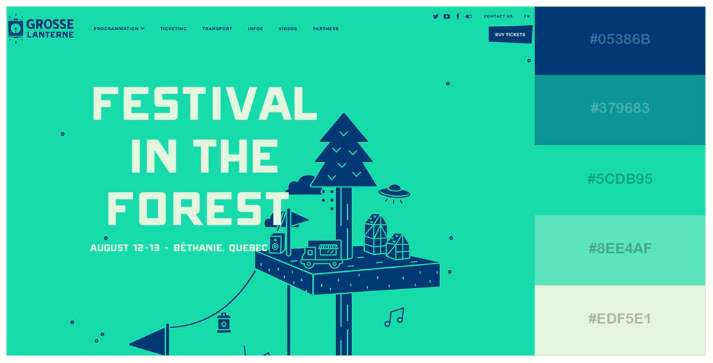 CONTACT US FR
GROSSE
LANTERNE
PROGRAMMATION TICKETING TRANSPORT INFOS VIDEOS PARTNERS
BUY TICKETS
FESTIVAL
IN THE
FOREST
AUGUST 12-13 - BÉTHANIE, QUEBEC
#05386B
#379683
#5CDB95
#8EE4AF
#EDF5E1